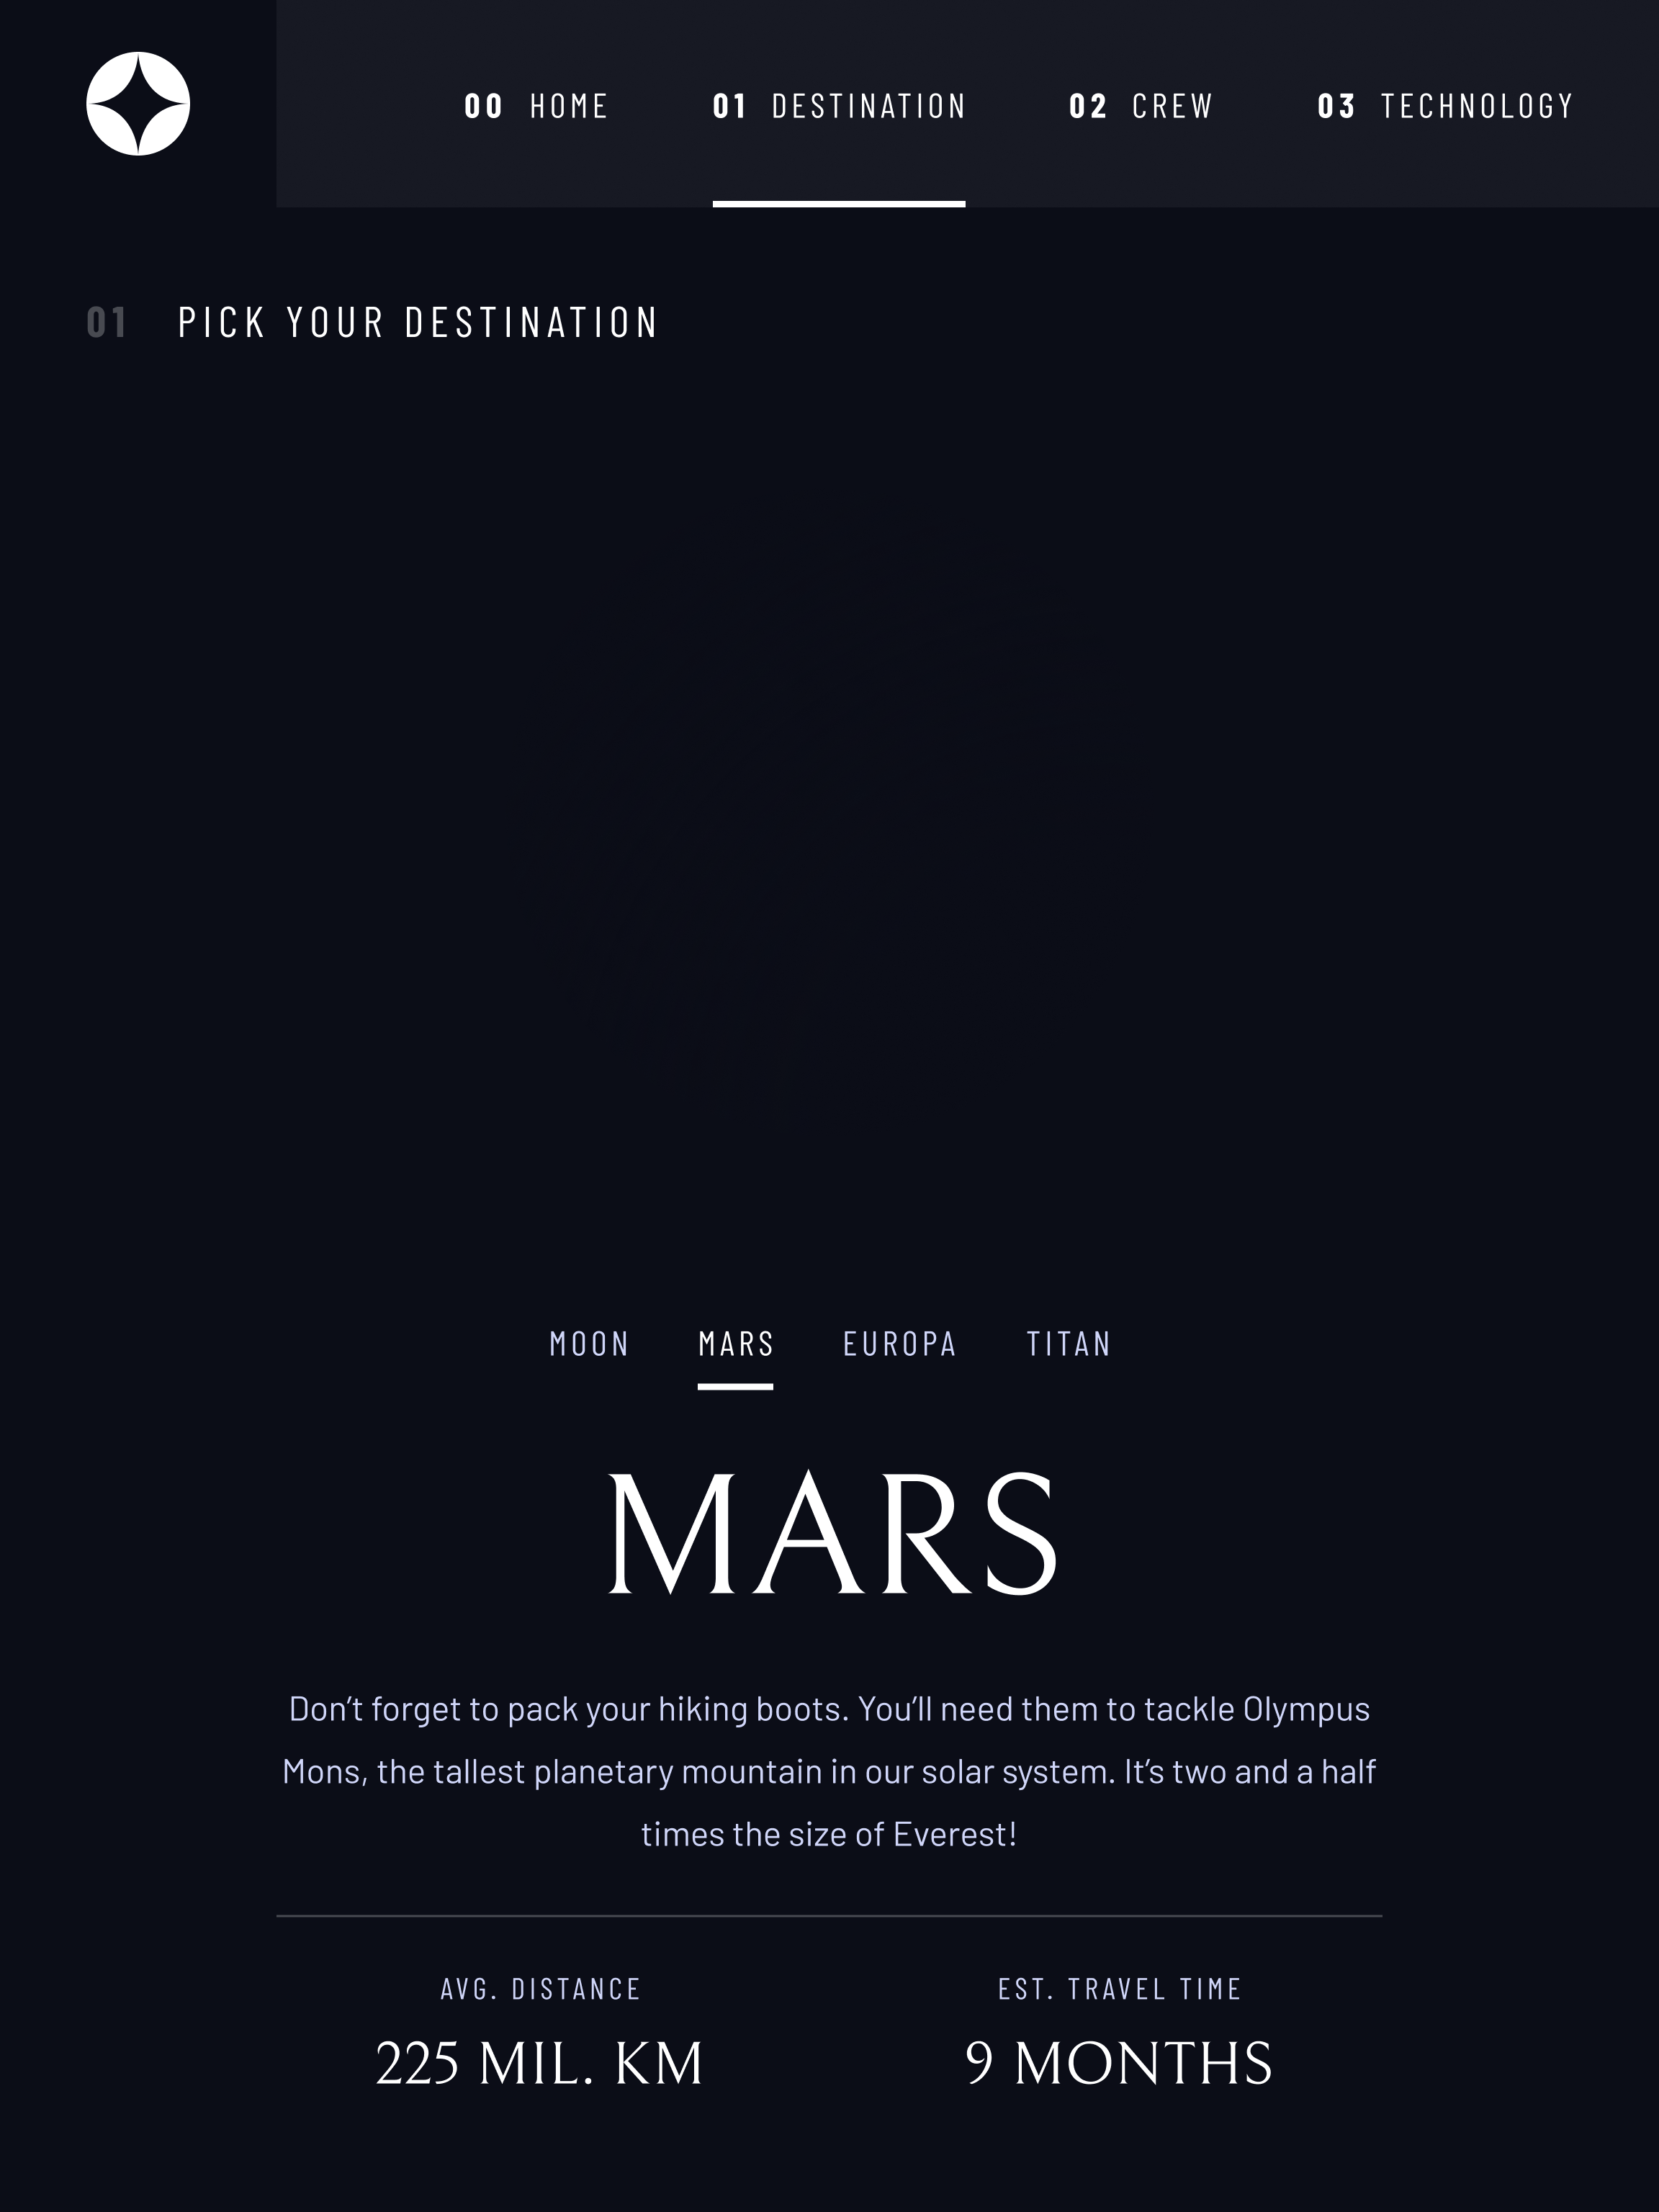 00 HOME 01 DESTINATION 02 CREW 03 TECHNOLOGY
01 PICK YOUR DESTINATION
MOON MARS EUROPA TITAN
MARS
Don’t forget to pack your hiking boots. You’ll need them to tackle Olympus
Mons, the tallest planetary mountain in our solar system. It’s two and a half
times the size of Everest!
AVG. DISTANCE EST. TRAVEL TIME
225 MIL. KM 9 MONTHS